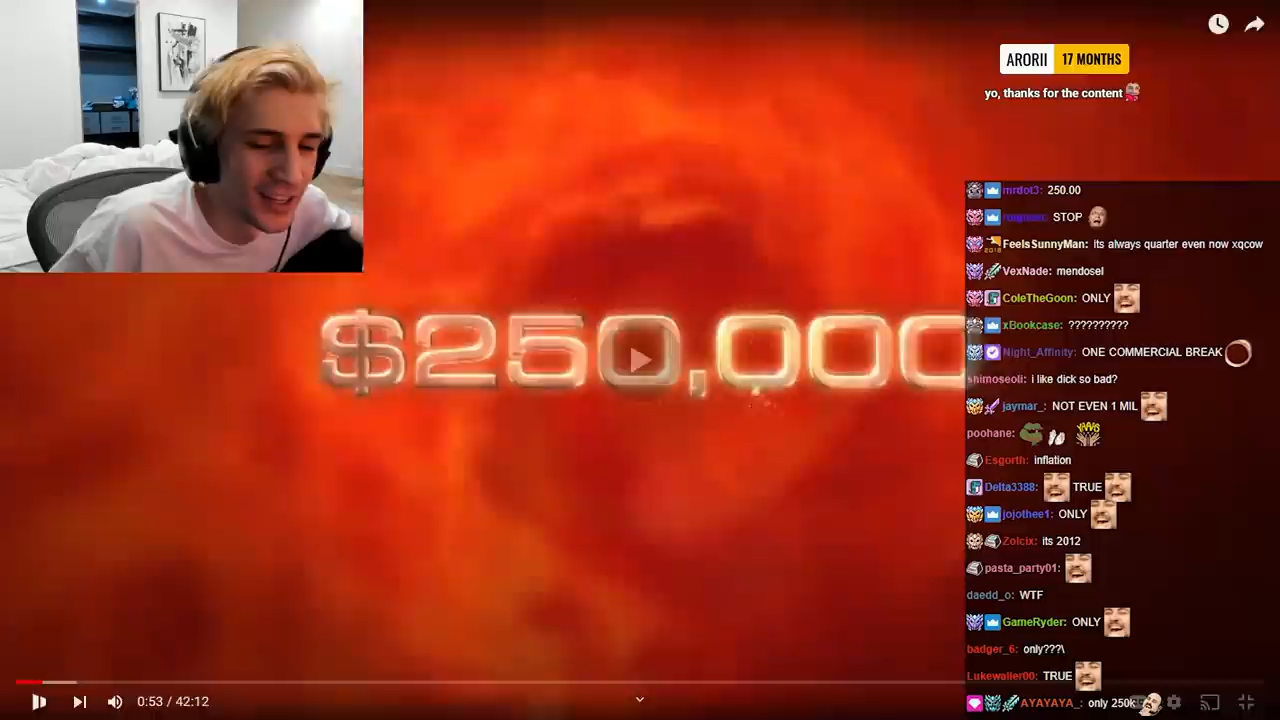 ARORII 17 MONTHS
yo, thanks for the content
$250,000
mrdot3: 250.00
STOP
FeelsSunnyMan: its always quarter even now xqcow
VexNade: mendosel
ColeTheGoon: ONLY
xBookcase: ??????????
Night_Affinity: ONE COMMERCIAL BREAK
shimoseoli: i like dick so bad?
jaymar_: NOT EVEN 1 MIL
poohane:
Esgorth: inflation
Delta3388: TRUE
jojothee1: ONLY
Zolcix: its 2012
pasta_party01:
daedd_o: WTF
GameRyder: ONLY
badger_6: only???\
Lukewaller00: TRUE
AYAYAYA_: only 250k
0:53 / 42:12